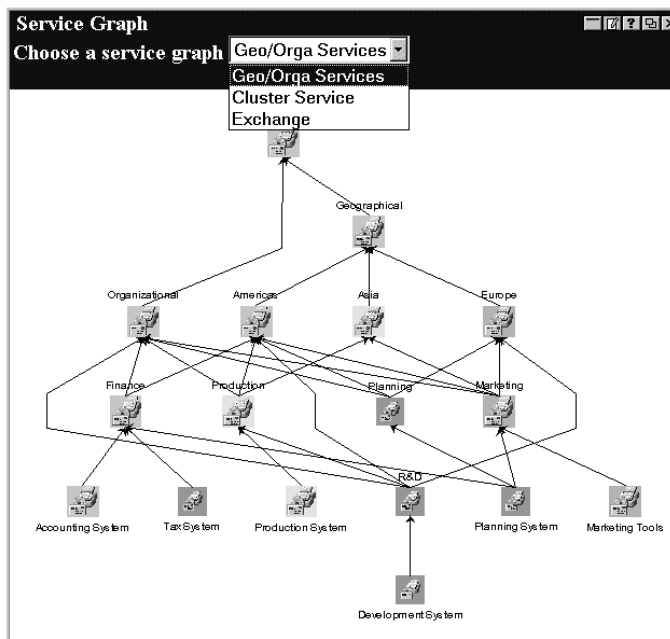 Service Graph
Choose a service graph Geo/Orga Services
Geo/Orga Services
Cluster Service
Exchange
Geographical
Organizational Americas Asia Europe
Finance Production Planning Marketing
R&D
Accounting System Tax System Production System Planning System Marketing Tools
Development System